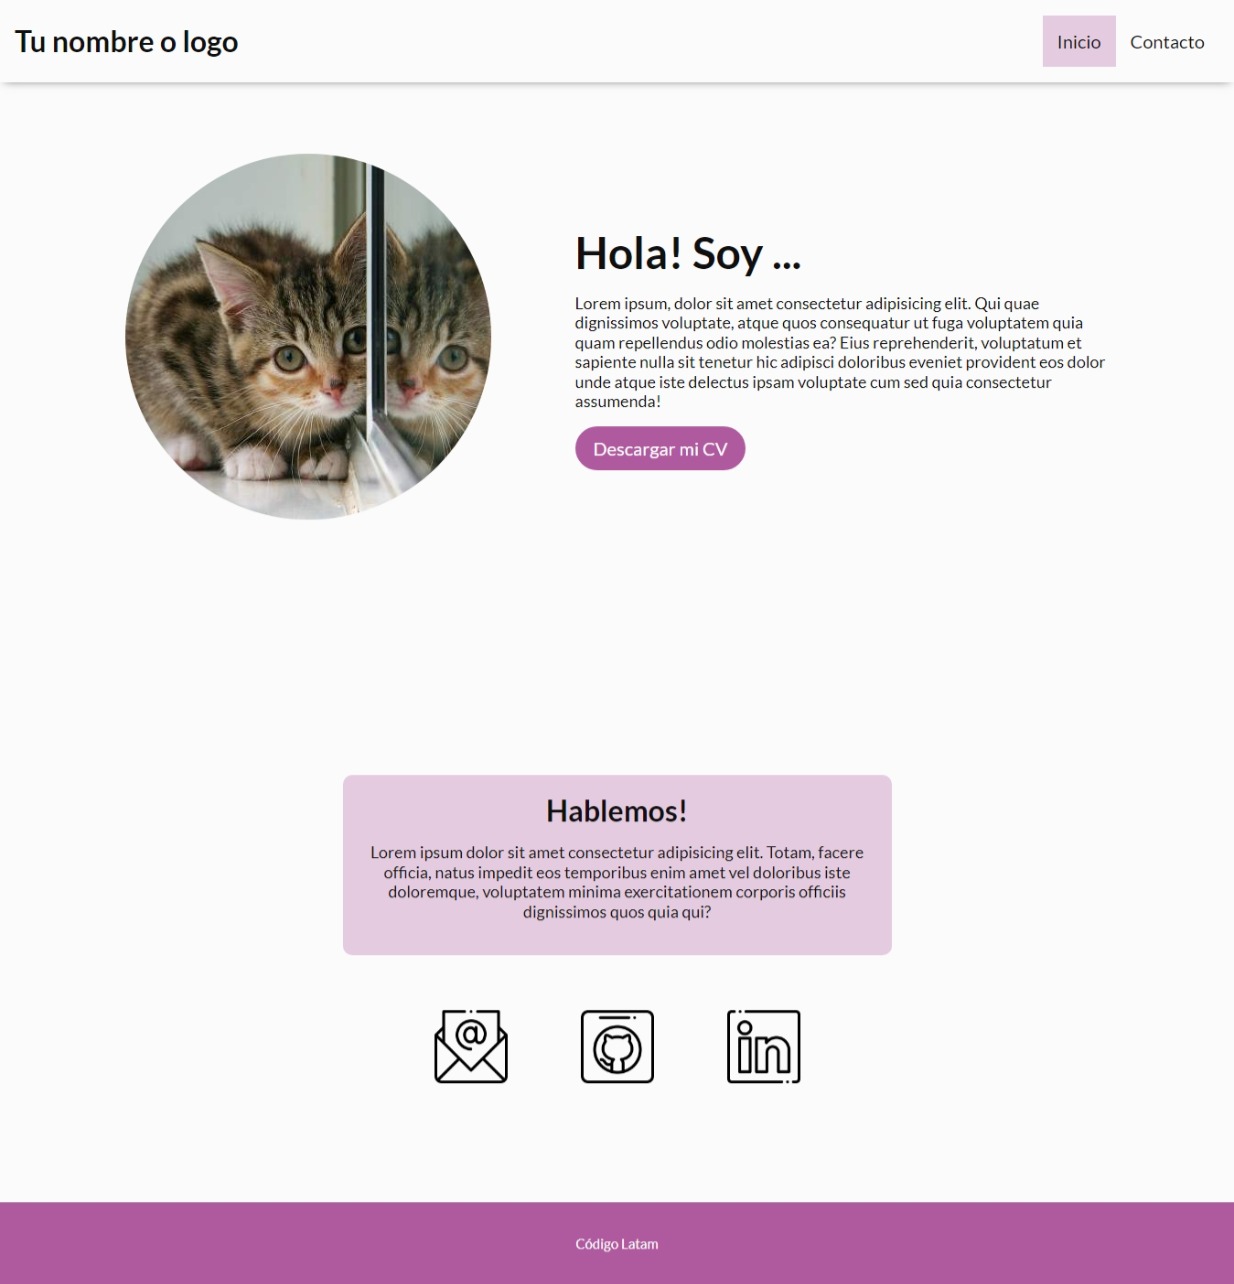 Tu nombre o logo
Inicio Contacto
Hola! Soy ...
Lorem ipsum, dolor sit amet consectetur adipisicing elit. Qui quae
dignissimos voluptate, atque quos consequatur ut fuga voluptatem quia
quam repellendus odio molestias ea? Eius reprehenderit, voluptatum et
sapiente nulla sit tenetur hic adipisci doloribus eveniet provident eos dolor
unde atque iste delectus ipsam voluptate cum sed quia consectetur
assumenda!
Descargar mi CV
Hablemos!
Lorem ipsum dolor sit amet consectetur adipisicing elit. Totam, facere
officia, natus impedit eos temporibus enim amet vel doloribus iste
doloremque, voluptatem minima exercitationem corporis officiis
dignissimos quos quia qui?
@
in
Código Latam